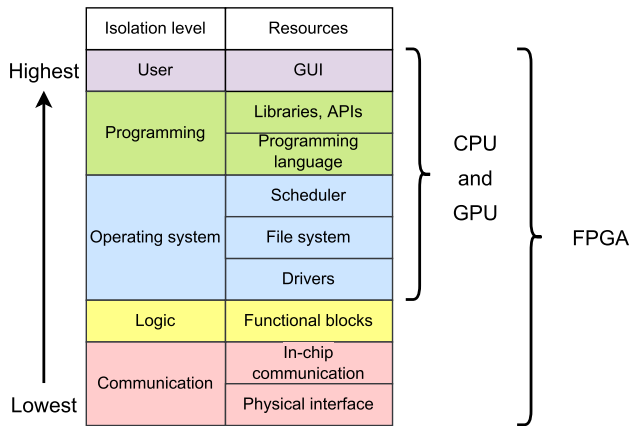 Isolation level
Resources
Highest
User
GUI
Programming
Libraries, APIs
Programming
language
CPU
and
GPU
Operating system
Scheduler
File system
Drivers
FPGA
Logic
Functional blocks
Communication
In-chip
communication
Physical interface
Lowest